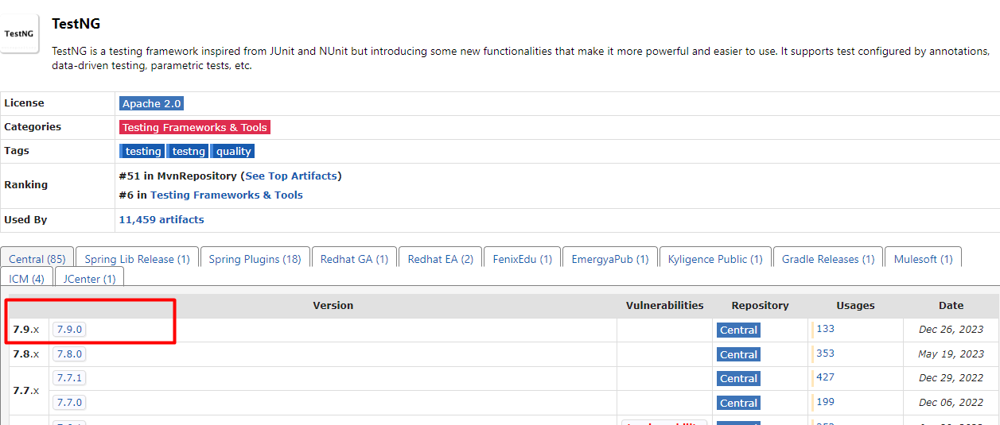 TestNG
TestNG
TestNG is a testing framework inspired from JUnit and NUnit but introducing some new functionalities that make it more powerful and easier to use. It supports test configured by annotations,
data-driven testing, parametric tests, etc.
License Apache 2.0
Categories Testing Frameworks & Tools
Tags testing testng quality
Ranking #51 in MvnRepository (See Top Artifacts)
#6 in Testing Frameworks & Tools
Used By 11,459 artifacts
Central (85) Spring Lib Release (1) Spring Plugins (18) Redhat GA (1) Redhat EA (2) FenixEdu (1) EmergyaPub (1) Kyligence Public (1) Gradle Releases (1) Mulesoft (1)
ICM (4) JCenter (1)
Version Vulnerabilities Repository Usages Date
7.9.x 7.9.0 Central 133 Dec 26, 2023
7.8.x 7.8.0 Central 353 May 19, 2023
7.7.x 7.7.1 Central 427 Dec 29, 2022
7.7.0 Central 199 Dec 06, 2022